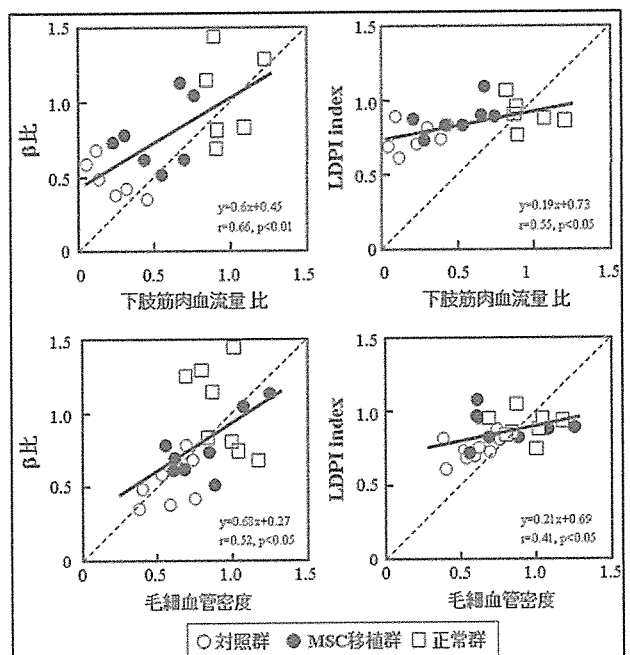 1.5
1.0
0.5
0
β比
0 0.5 1.0 1.5
y=0.6x+0.45
r=0.66, p<0.01
下肢筋肉血流量 比
1.5
1.0
0.5
0
LDPI index
0 0.5 1.0 1.5
y=0.19x+0.73
r=0.55, p<0.05
下肢筋肉血流量 比
1.5
1.0
0.5
0
β比
0 0.5 1.0 1.5
y=0.68x+0.27
r=0.52, p<0.05
毛細血管密度
1.5
1.0
0.5
0
LDPI index
0 0.5 1.0 1.5
y=0.21x+0.69
r=0.41, p<0.05
毛細血管密度
対照群 MSC移植群 正常群